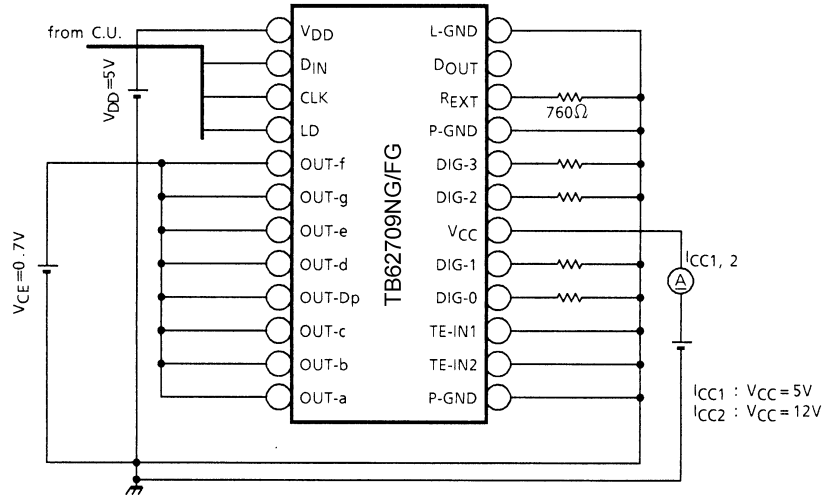 from C.U.
VDD=5V
VCE=0.7V
VDD
DIN
CLK
LD
OUT-f
OUT-g
OUT-e
OUT-d
OUT-Dp
OUT-c
OUT-b
OUT-a
TB62709NG/FG
L-GND
DOUT
REXT
760Ω
P-GND
DIG-3
DIG-2
VCC
DIG-1
DIG-0
TE-IN1
TE-IN2
P-GND
ICC1, 2
A
ICC1 : VCC=5V
ICC2 : VCC=12V